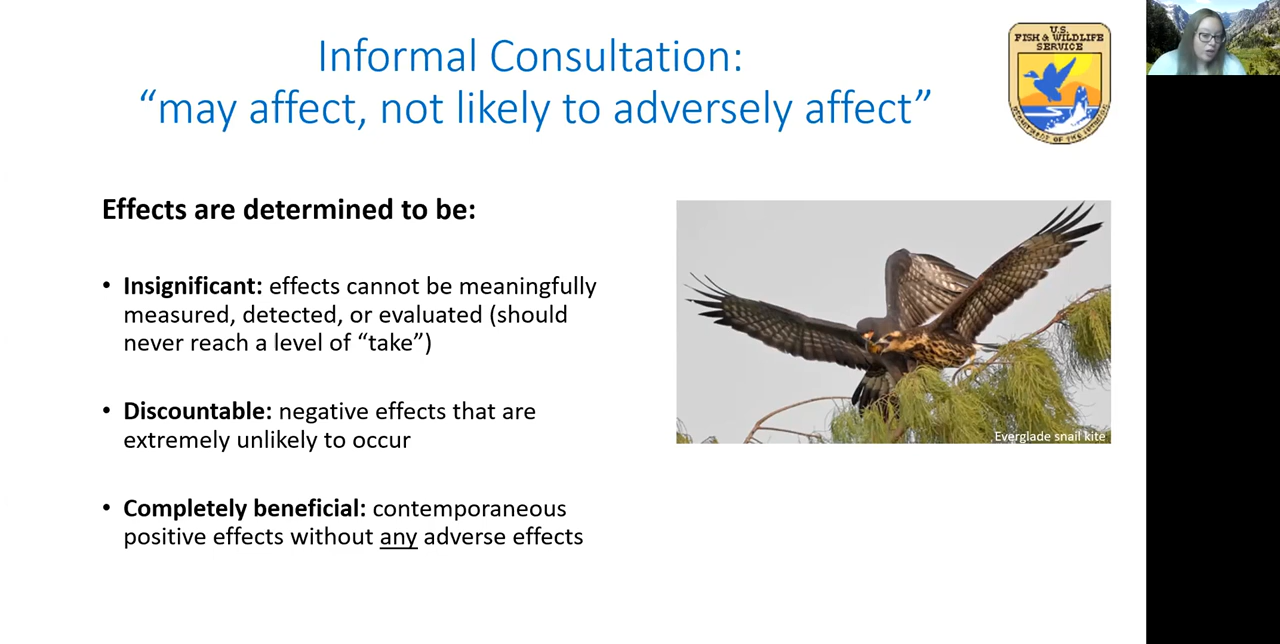 Informal Consultation:
“may affect, not likely to adversely affect”
U.S.
FISH & WILDLIFE
SERVICE
DEPARTMENT OF THE INTERIOR
Effects are determined to be:
• Insignificant: effects cannot be meaningfully
measured, detected, or evaluated (should
never reach a level of “take”)
• Discountable: negative effects that are
extremely unlikely to occur
• Completely beneficial: contemporaneous
positive effects without any adverse effects
Everglade snail kite